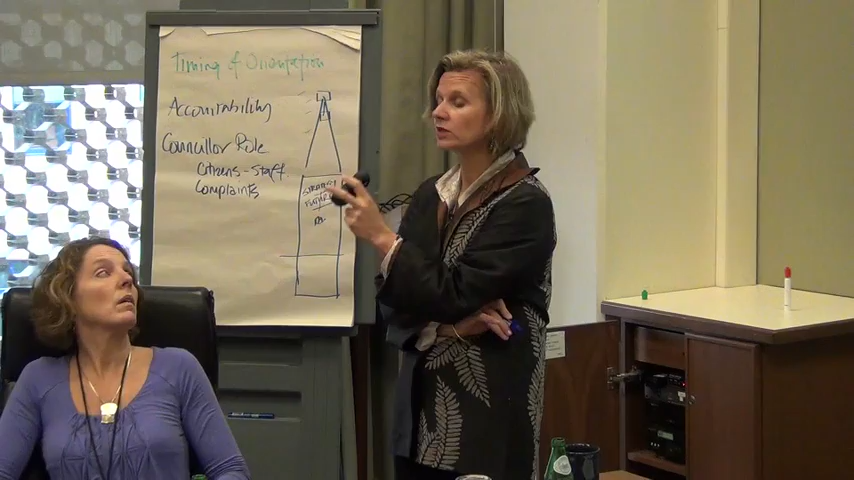 Timing of Orientation
Accountability
Councillor Role
Citizens - Staff
Complaints